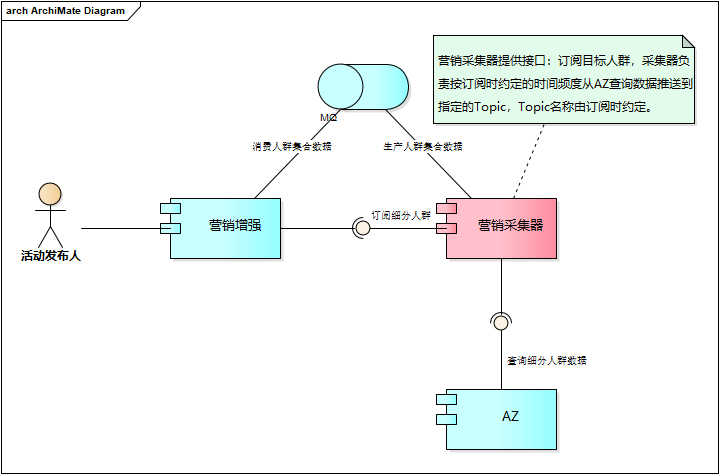 arch ArchiMate Diagram
营销采集器提供接口：订阅目标人群，采集器负
责按订阅时约定的时间频度从AZ查询数据推送到
指定的Topic，Topic名称由订阅时约定。
MQ
消费人群集合数据
生产人群集合数据
营销增强
订阅细分人群
营销采集器
活动发布人
查询细分人群数据
AZ